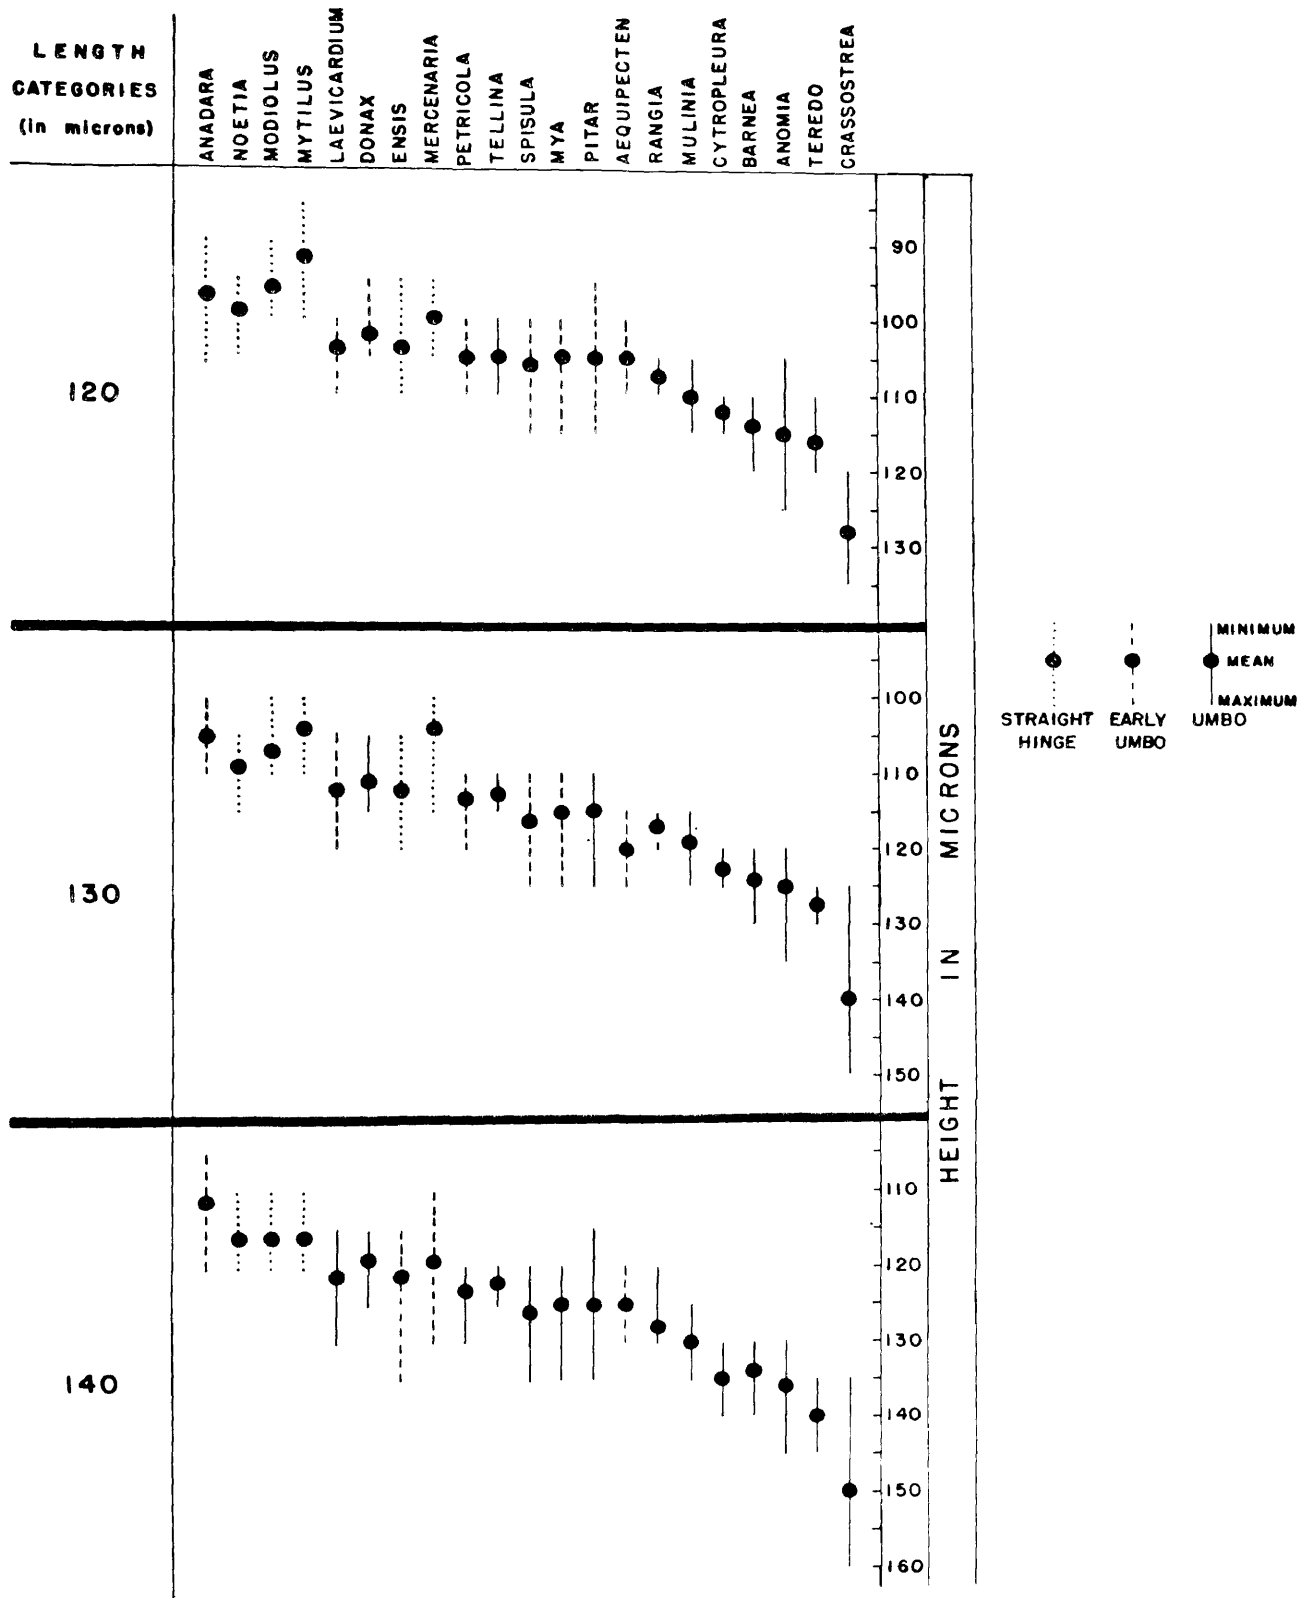 LENGTH
CATEGORIES
(in microns)
ANADARA
NOETIA
MODIOLUS
MYTILUS
LAEVICARDIUM
DONAX
ENSIS
MERCENARIA
PETRICOLA
TELLINA
SPISULA
MYA
PITAR
AEQUIPECTEN
RANGIA
MULINIA
CYTROPLEURA
BARNEA
ANOMIA
TEREDO
CRASSOSTREA
120
90
100
110
120
130
130
100
110
120
130
140
150
140
110
120
130
140
150
160
HEIGHT IN MICRONS
MINIMUM
MEAN
MAXIMUM
STRAIGHT
HINGE
EARLY
UMBO
UMBO